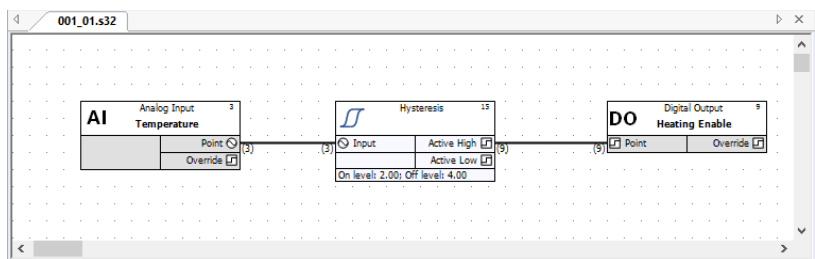 001_01.s32
AI
Analog Input 3
Temperature
Point (3)
Override
Hysteresis 15
(3) Input
Active High (9)
Active Low
On level: 2.00; Off level: 4.00
DO
Digital Output 9
Heating Enable
(9) Point
Override